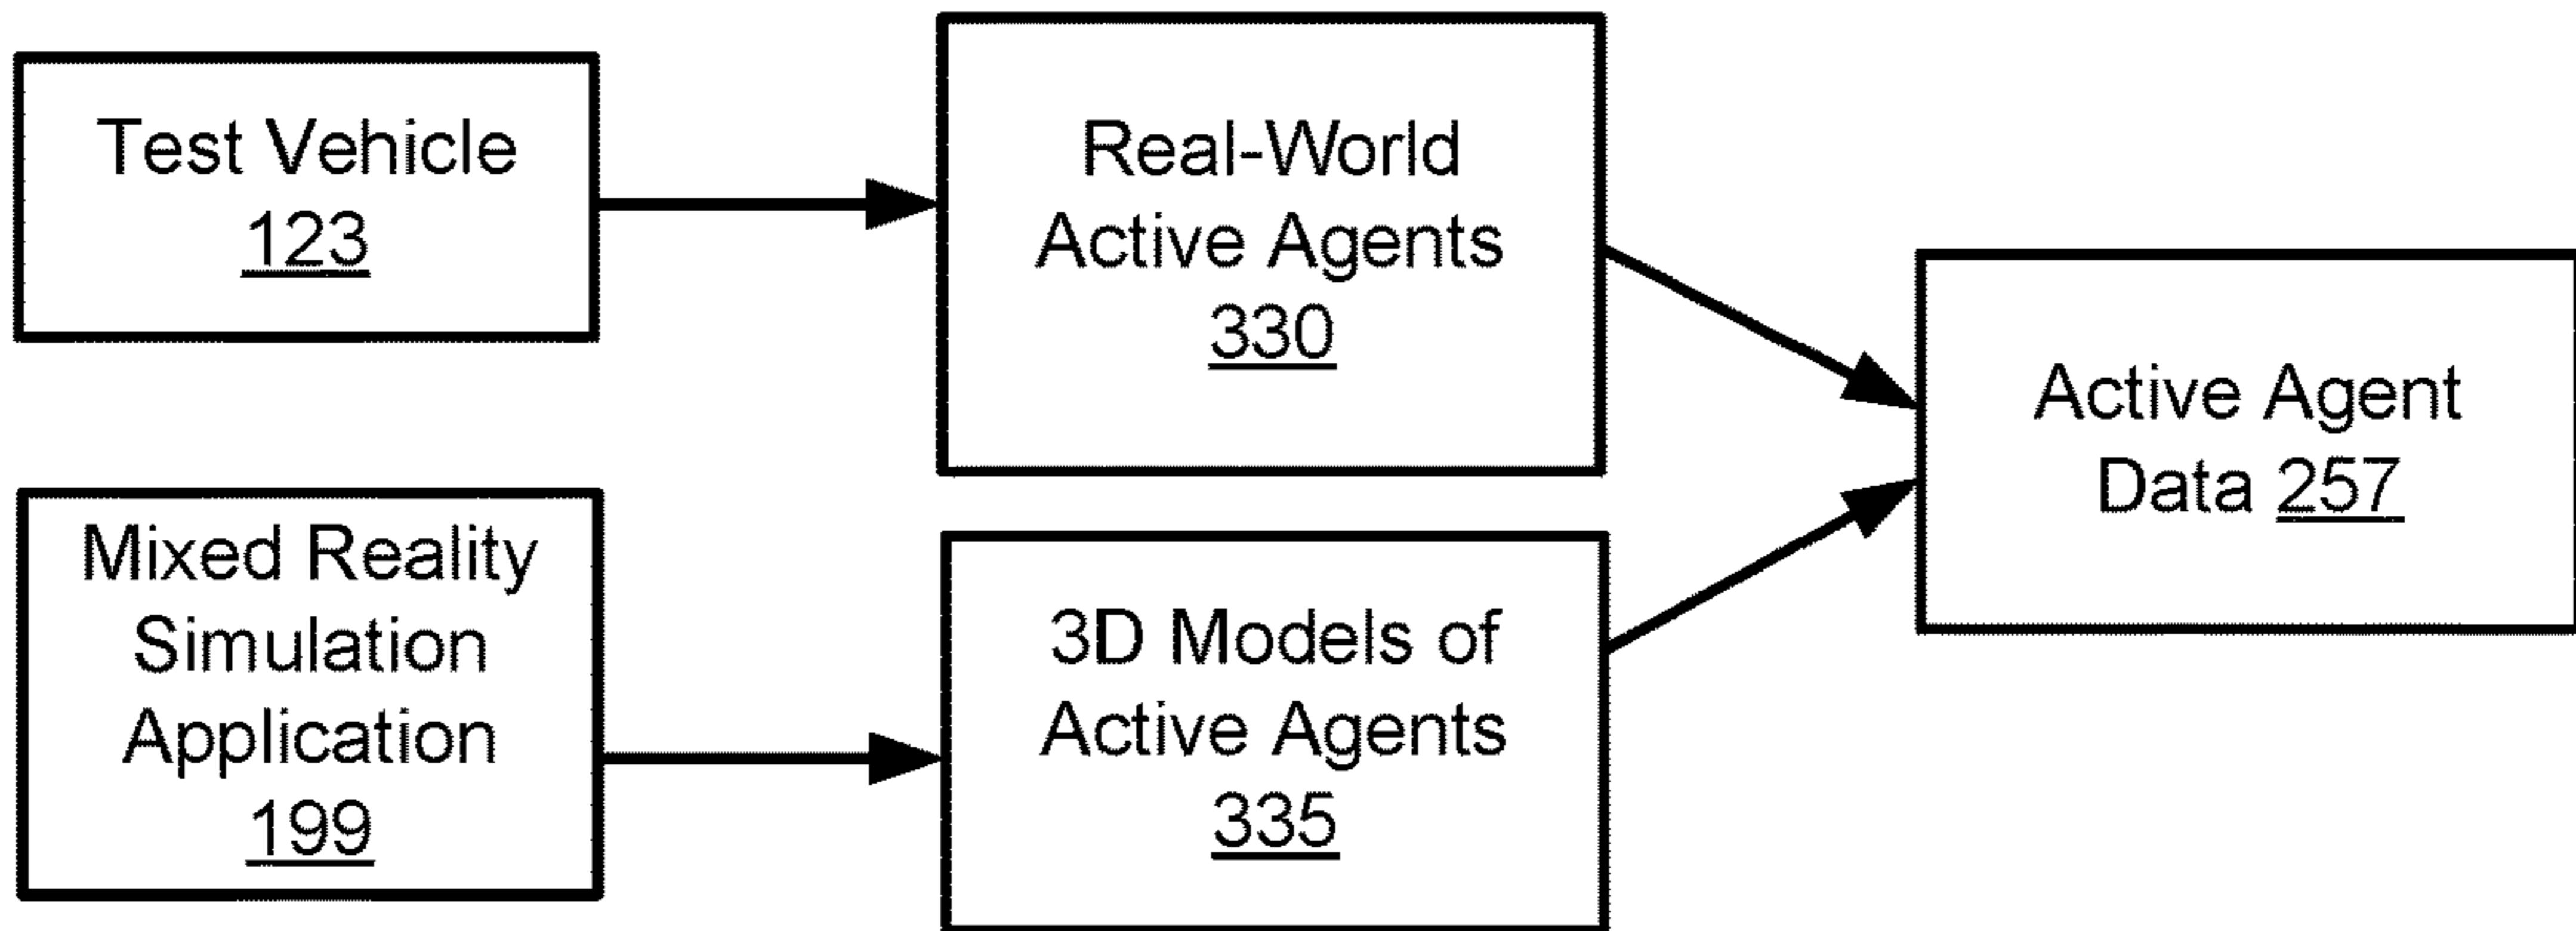 Test Vehicle
123
Real-World
Active Agents
330
Mixed Reality
Simulation
Application
199
3D Models of
Active Agents
335
Active Agent
Data 257